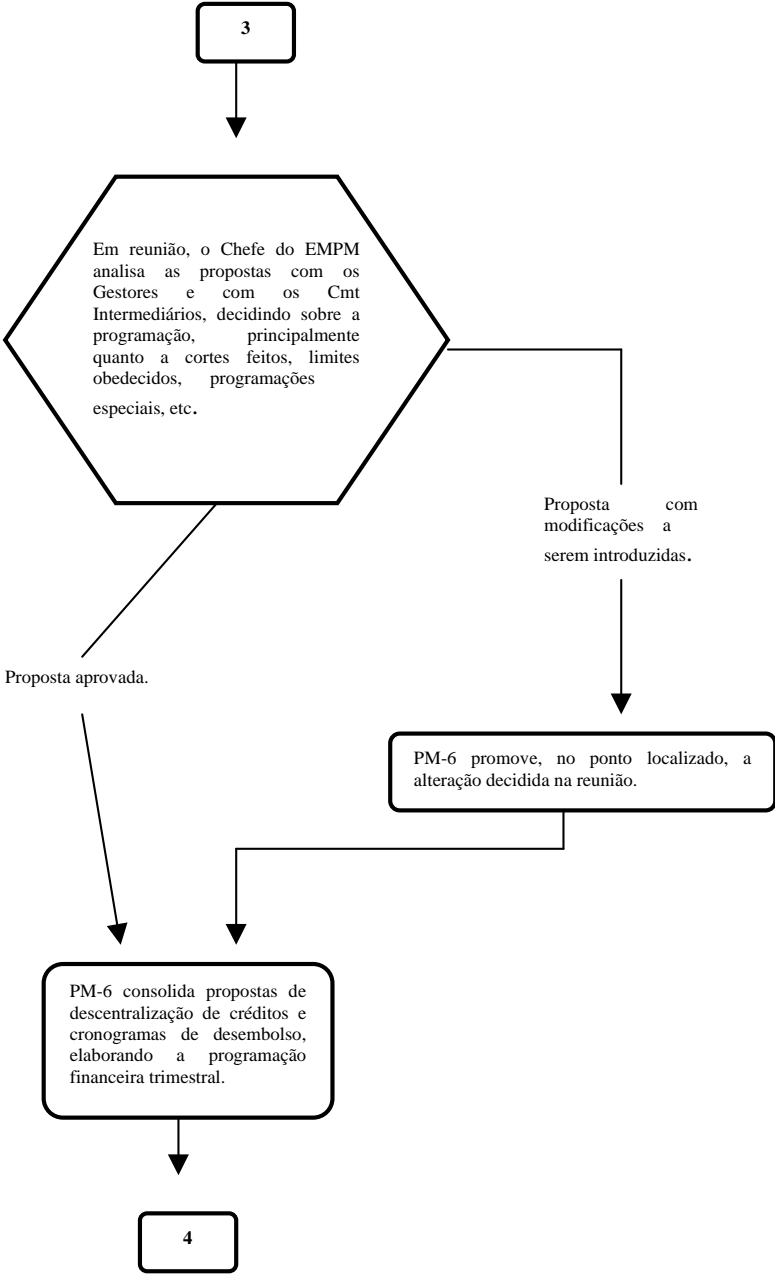 3
Em reunião, o Chefe do EMPM
analisa as propostas com os
Gestores e com os Cmt
Intermediários, decidindo sobre a
programação, principalmente
quanto a cortes feitos, limites
obedecidos, programações
especiais, etc.
Proposta com
modificações a
serem introduzidas.
Proposta aprovada.
PM-6 promove, no ponto localizado, a
alteração decidida na reunião.
PM-6 consolida propostas de
descentralização de créditos e
cronogramas de desembolso,
elaborando a programação
financeira trimestral.
4